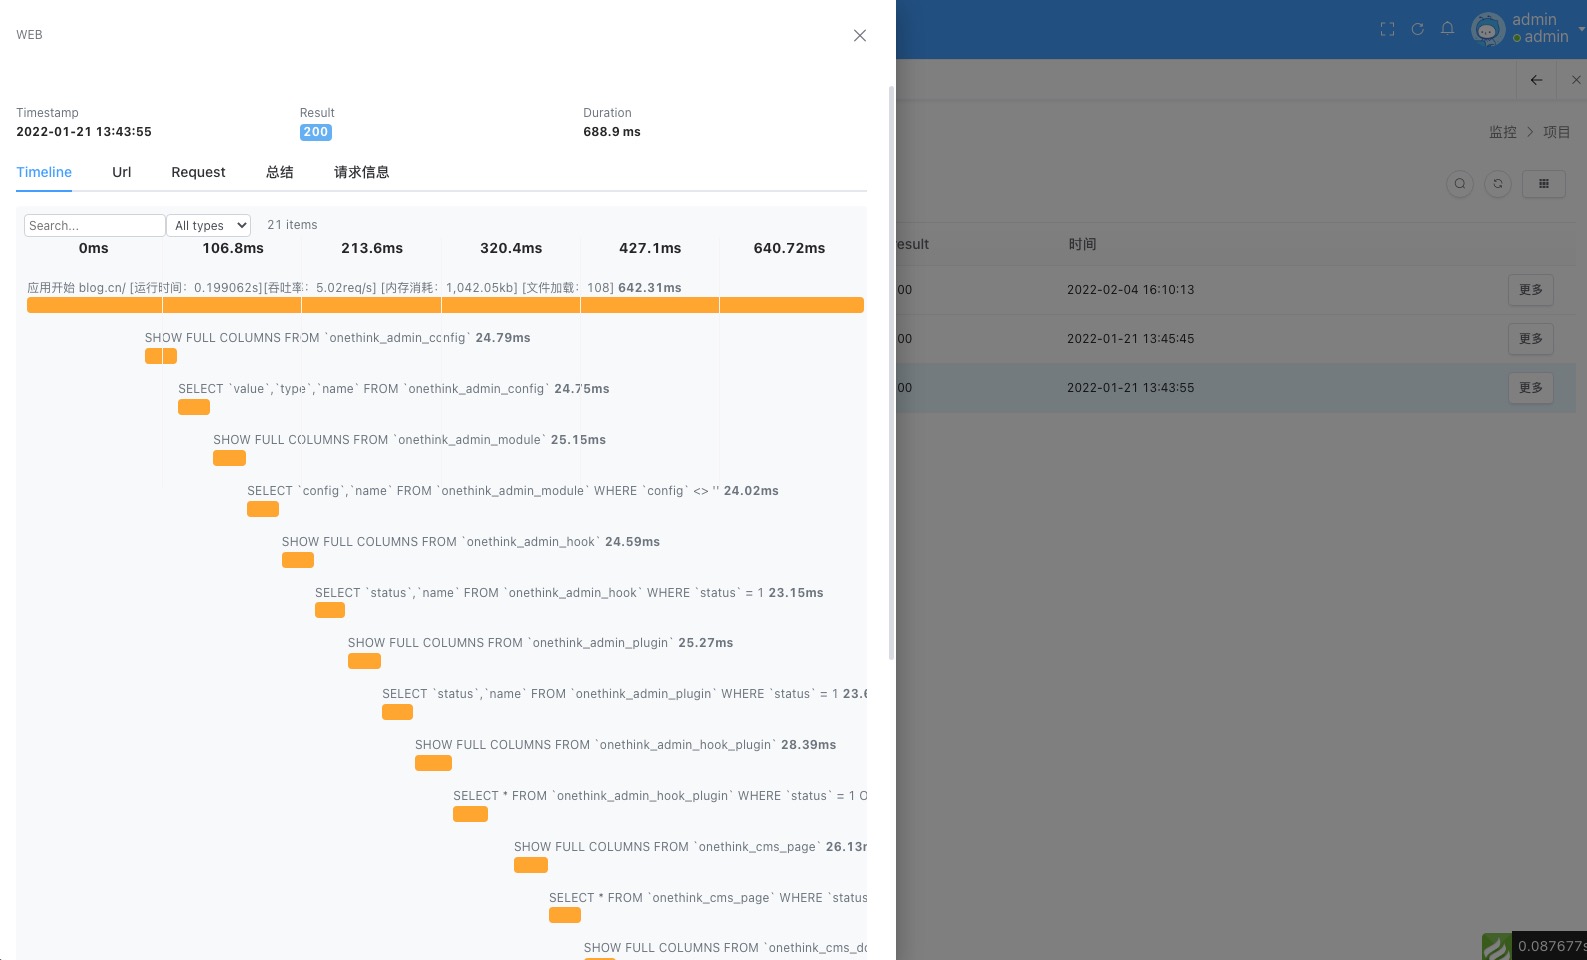 WEB
admin
admin
Timestamp
Result
Duration
2022-01-21 13:43:55
200
688.9 ms
监控 > 项目
Timeline
Url
Request
总结
请求信息
Search...
All types
21 items
0ms
106.8ms
213.6ms
320.4ms
427.1ms
640.72ms
应用开始 blog.cn/ [运行时间：0.199062s][吞吐率：5.02req/s] [内存消耗：1,042.05kb] [文件加载：108] 642.31ms
SHOW FULL COLUMNS FROM `onethink_admin_config` 24.79ms
SELECT `value`,`type`,`name` FROM `onethink_admin_config` 24.75ms
SHOW FULL COLUMNS FROM `onethink_admin_module` 25.15ms
SELECT `config`,`name` FROM `onethink_admin_module` WHERE `config` <> '' 24.02ms
SHOW FULL COLUMNS FROM `onethink_admin_hook` 24.59ms
SELECT `status`,`name` FROM `onethink_admin_hook` WHERE `status` = 1 23.15ms
SHOW FULL COLUMNS FROM `onethink_admin_plugin` 25.27ms
SELECT `status`,`name` FROM `onethink_admin_plugin` WHERE `status` = 1
SHOW FULL COLUMNS FROM `onethink_admin_hook_plugin` 28.39ms
SELECT * FROM `onethink_admin_hook_plugin` WHERE `status` = 1 O
SHOW FULL COLUMNS FROM `onethink_cms_page` 26.13
SELECT * FROM `onethink_cms_page` WHERE `status
SHOW FULL COLUMNS FROM `onethink_cms_do
esult
时间
00
2022-02-04 16:10:13
更多
00
2022-01-21 13:45:45
更多
00
2022-01-21 13:43:55
更多
0.087677s